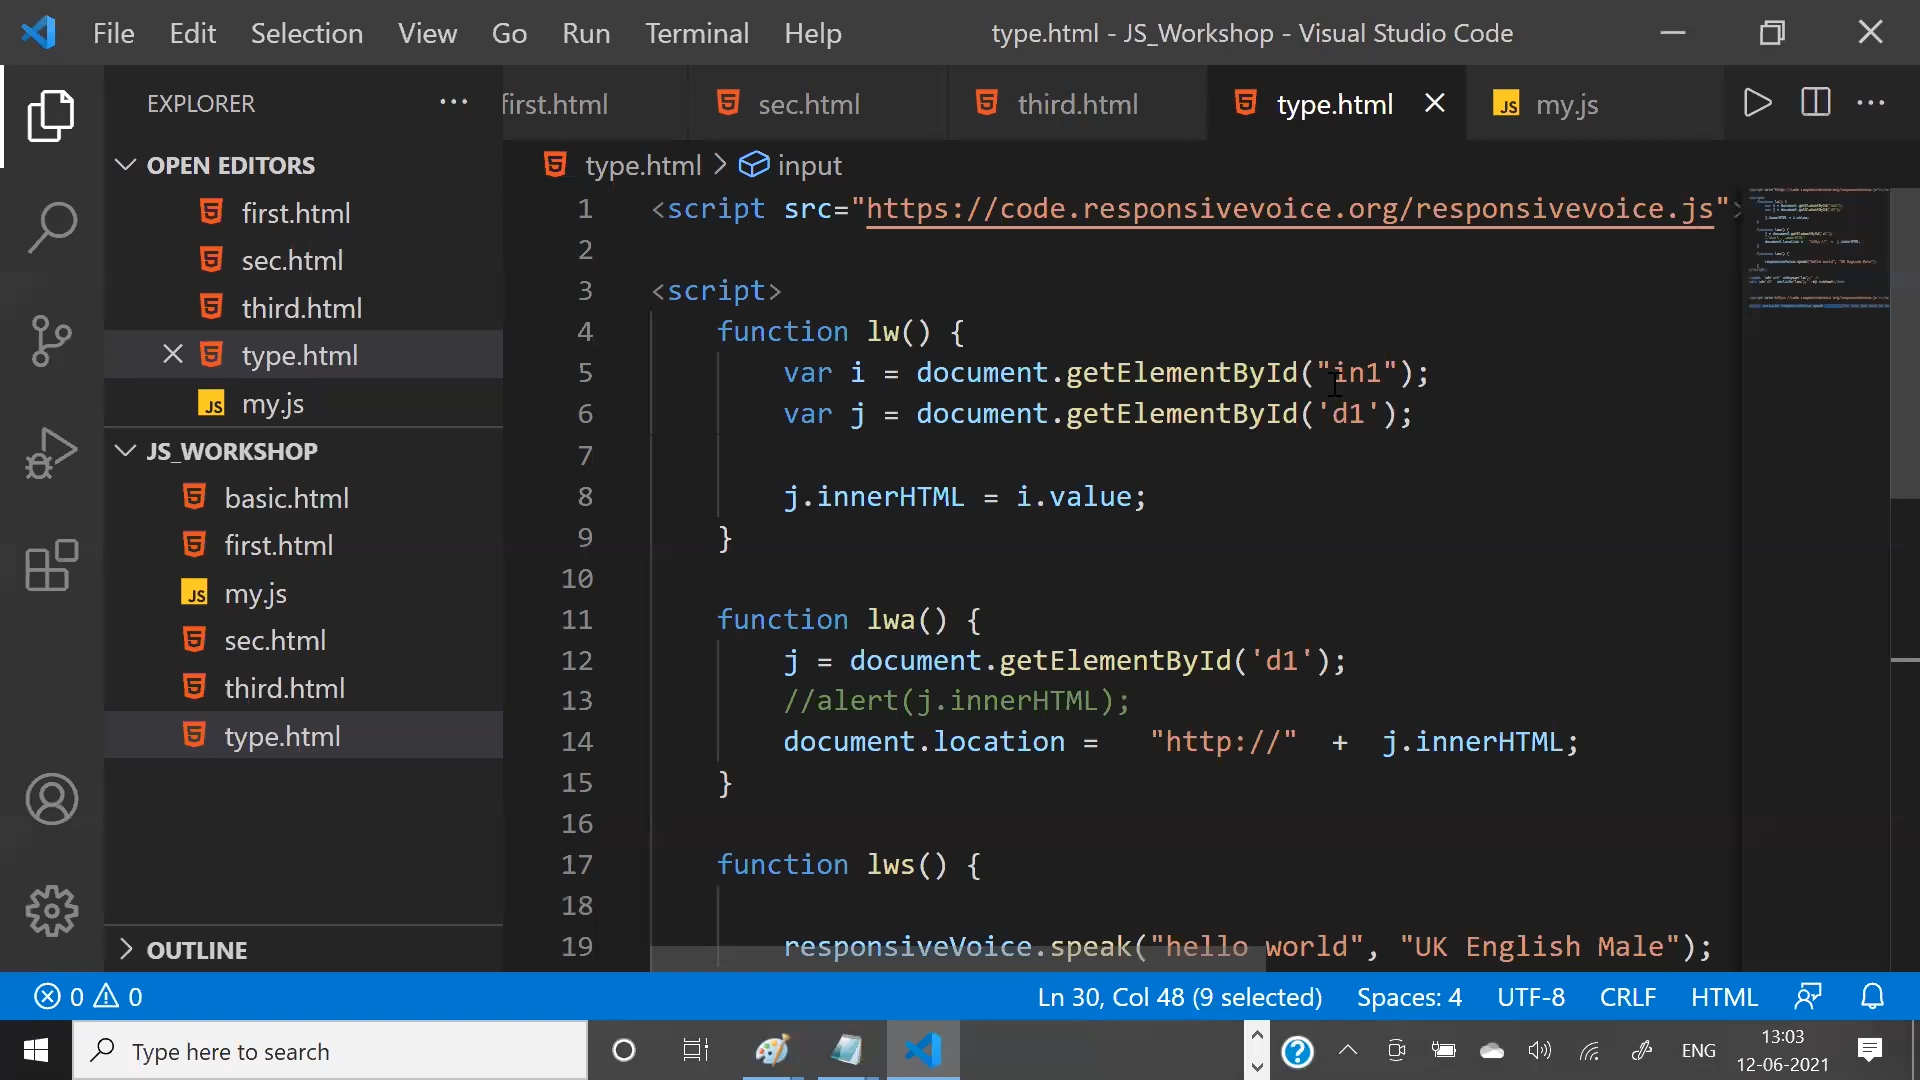 File Edit Selection View Go Run Terminal Help type.html - JS_Workshop - Visual Studio Code
EXPLORER
OPEN EDITORS
first.html
sec.html
third.html
type.html
my.js
JS_WORKSHOP
basic.html
first.html
my.js
sec.html
third.html
type.html
OUTLINE
first.html sec.html third.html type.html JS my.js
type.html > input
1 <script src="https://code.responsivevoice.org/responsivevoice.js">
2
3 <script>
4 function lw() {
5 var i = document.getElementById("in1");
6 var j = document.getElementById('d1');
7
8 j.innerHTML = i.value;
9 }
10
11 function lwa() {
12 j = document.getElementById('d1');
13 //alert(j.innerHTML);
14 document.location = "http://" + j.innerHTML;
15 }
16
17 function lws() {
18
19 responsiveVoice.speak("hello world", "UK English Male");
0 0 Ln 30, Col 48 (9 selected) Spaces: 4 UTF-8 CRLF HTML
Type here to search ENG 13:03
12-06-2021